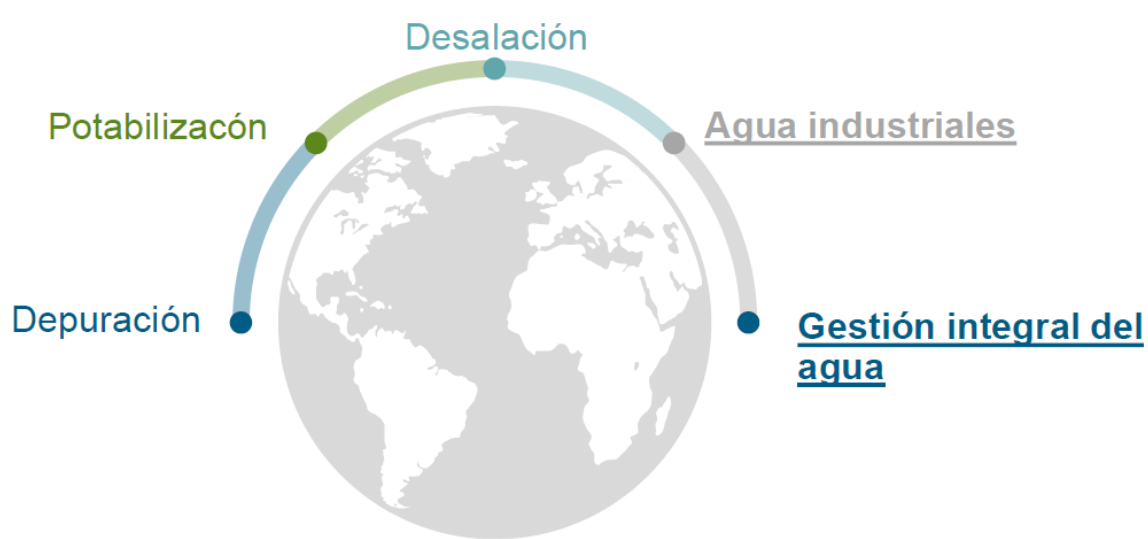 Desalación
Potabilizacón
Agua industriales
Depuración
Gestión integral del
agua